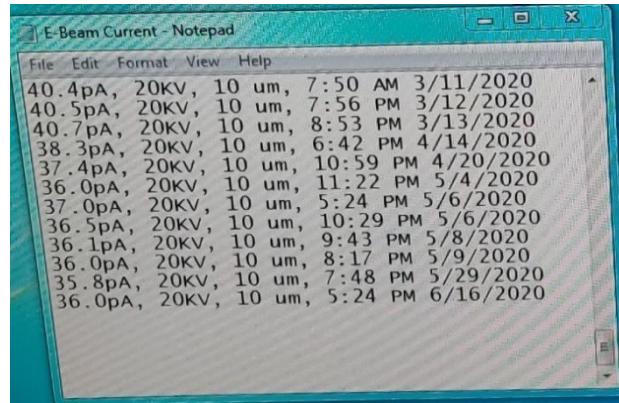 E-Beam Current - Notepad
File Edit Format View Help
40.4pA, 20KV, 10 um, 7:50 AM 3/11/2020
40.5pA, 20KV, 10 um, 7:56 PM 3/12/2020
40.7pA, 20KV, 10 um, 8:53 PM 3/13/2020
38.3pA, 20KV, 10 um, 6:42 PM 4/14/2020
37.4pA, 20KV, 10 um, 10:59 PM 4/20/2020
36.0pA, 20KV, 10 um, 11:22 PM 5/4/2020
37.0pA, 20KV, 10 um, 5:24 PM 5/6/2020
36.5pA, 20KV, 10 um, 10:29 PM 5/6/2020
36.1pA, 20KV, 10 um, 9:43 PM 5/8/2020
36.0pA, 20KV, 10 um, 8:17 PM 5/9/2020
35.8pA, 20KV, 10 um, 7:48 PM 5/29/2020
36.0pA, 20KV, 10 um, 5:24 PM 6/16/2020